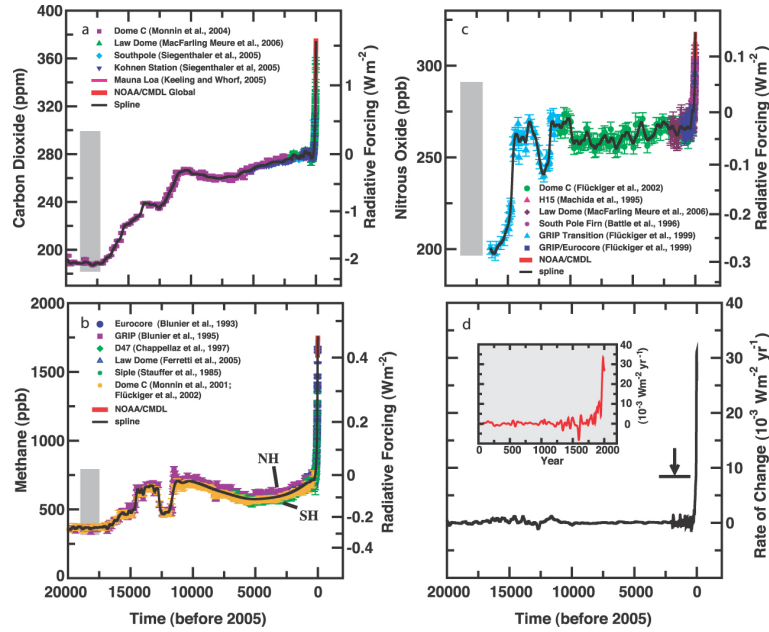 a
Dome C (Monnin et al., 2004)
Law Dome (MacFarling Meure et al., 2006)
Southpole (Siegenthaler et al., 2005)
Kohnen Station (Siegenthaler et al, 2005)
Mauna Loa (Keeling and Whorf, 2005)
NOAA/CMDL Global
Spline
Carbon Dioxide (ppm)
400
360
320
280
240
200
Radiative Forcing (Wm-2)
1
0
-1
-2
c
Nitrous Oxide (ppb)
300
250
200
Radiative Forcing (Wm-2)
0.1
0
-0.1
-0.2
-0.3
Dome C (Flückiger et al., 2002)
H15 (Machida et al., 1995)
Law Dome (MacFarling Meure et al., 2006)
South Pole Firn (Battle et al., 1996)
GRIP Transition (Flückiger et al., 1999)
GRIP/Eurocore (Flückiger et al., 1999)
NOAA/CMDL
spline
b
Eurocore (Blunier et al., 1993)
GRIP (Blunier et al., 1995)
D47 (Chappellaz et al., 1997)
Law Dome (Ferretti et al., 2005)
Siple (Stauffer et al., 1985)
Dome C (Monnin et al., 2001;
Flückiger et al., 2002)
NOAA/CMDL
spline
NH
SH
Methane (ppb)
2000
1750
1500
1250
1000
750
500
250
0
Radiative Forcing (Wm-2)
0.4
0.2
0
-0.2
-0.4
20000
15000
10000
5000
0
Time (before 2005)
d
40
30
20
10
0
-10
(10-3 Wm-2 yr-1)
0
500
1000
1500
2000
Year
40
30
20
10
0
Rate of Change (10-3 Wm-2 yr-1)
20000
15000
10000
5000
0
Time (before 2005)